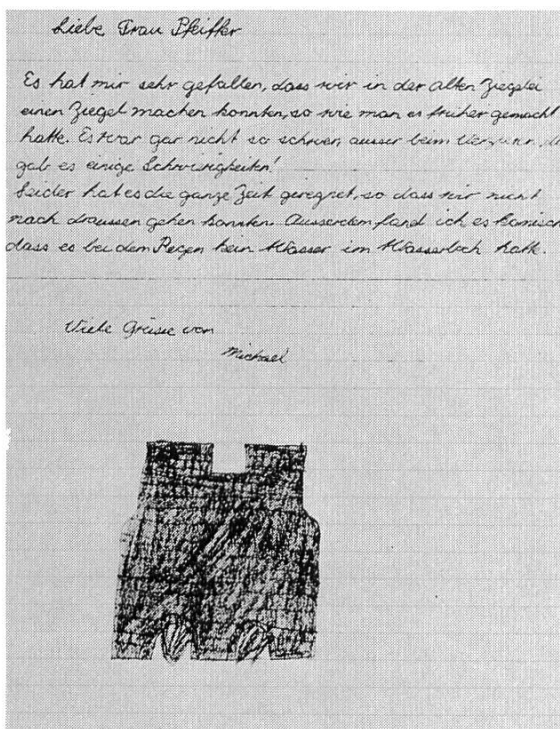 Liebe Frau Pfeiffer
Es hat mir sehr gefallen, dass wir in der alten Ziegelei
einen Ziegel machen konnten, so wie man es früher gemacht
hatte. Es war gar nicht so schwer, ausser beim
gab es einige Schwierigkeiten!
Leider hat es die ganze Zeit geregnet, so dass wir nicht
nach draussen gehen konnten. Ausserdem fand ich es komisch
dass es bei dem Regen kein Wasser im Wasserloch hatte.
Viele Grüsse von
Michael